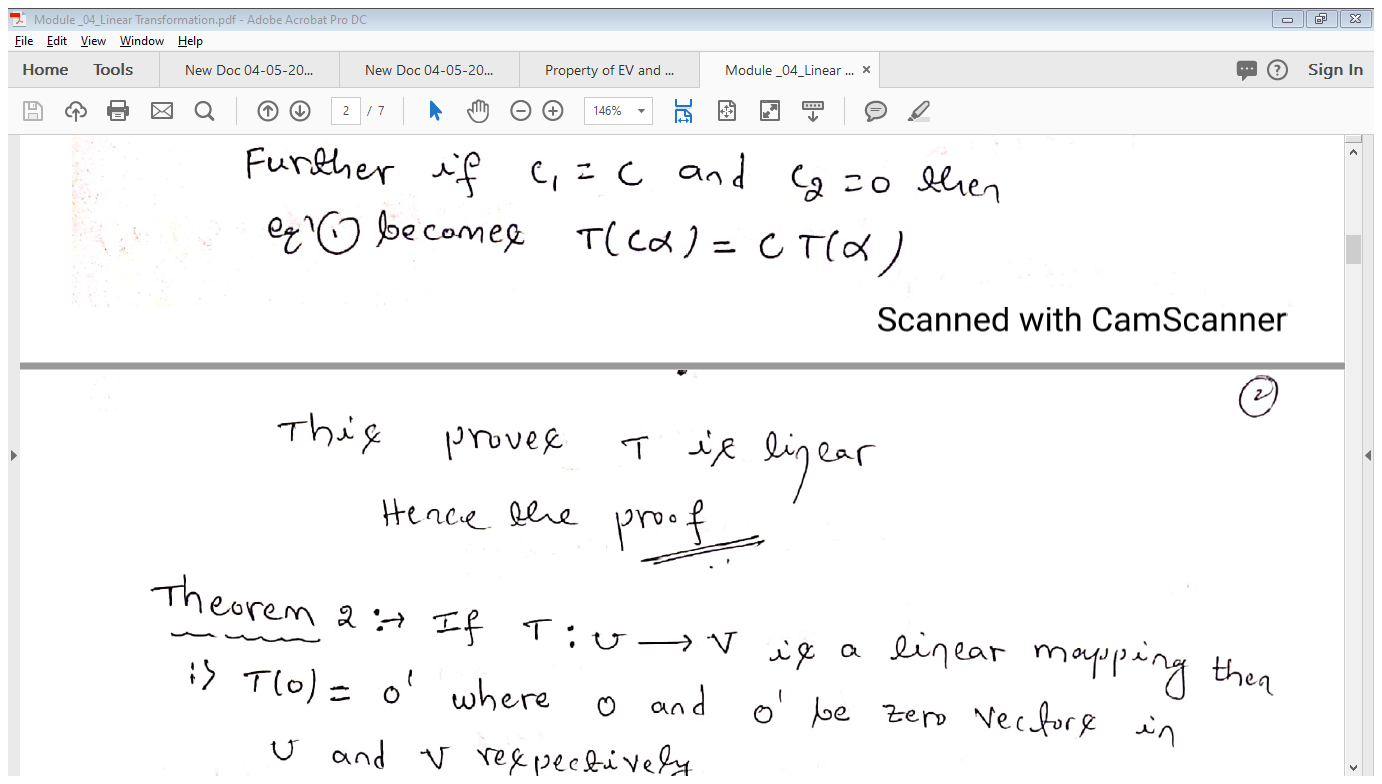 Module _04_Linear Transformation.pdf - Adobe Acrobat Pro DC
File Edit View Window Help
Home Tools New Doc 04-05-20... New Doc 04-05-20... Property of EV and ... Module _04_Linear ... × Sign In
2 / 7 146%
Further if C₁ = C and C₂ = 0 then
eqⁿ ① becomes T(Cα) = C T(α)
Scanned with CamScanner
②
This proves T is linear
Hence the proof
Theorem 2 :→ If T : U → V is a linear mapping then
i> T(0) = 0' where 0 and 0' be zero vectors in
U and V respectively